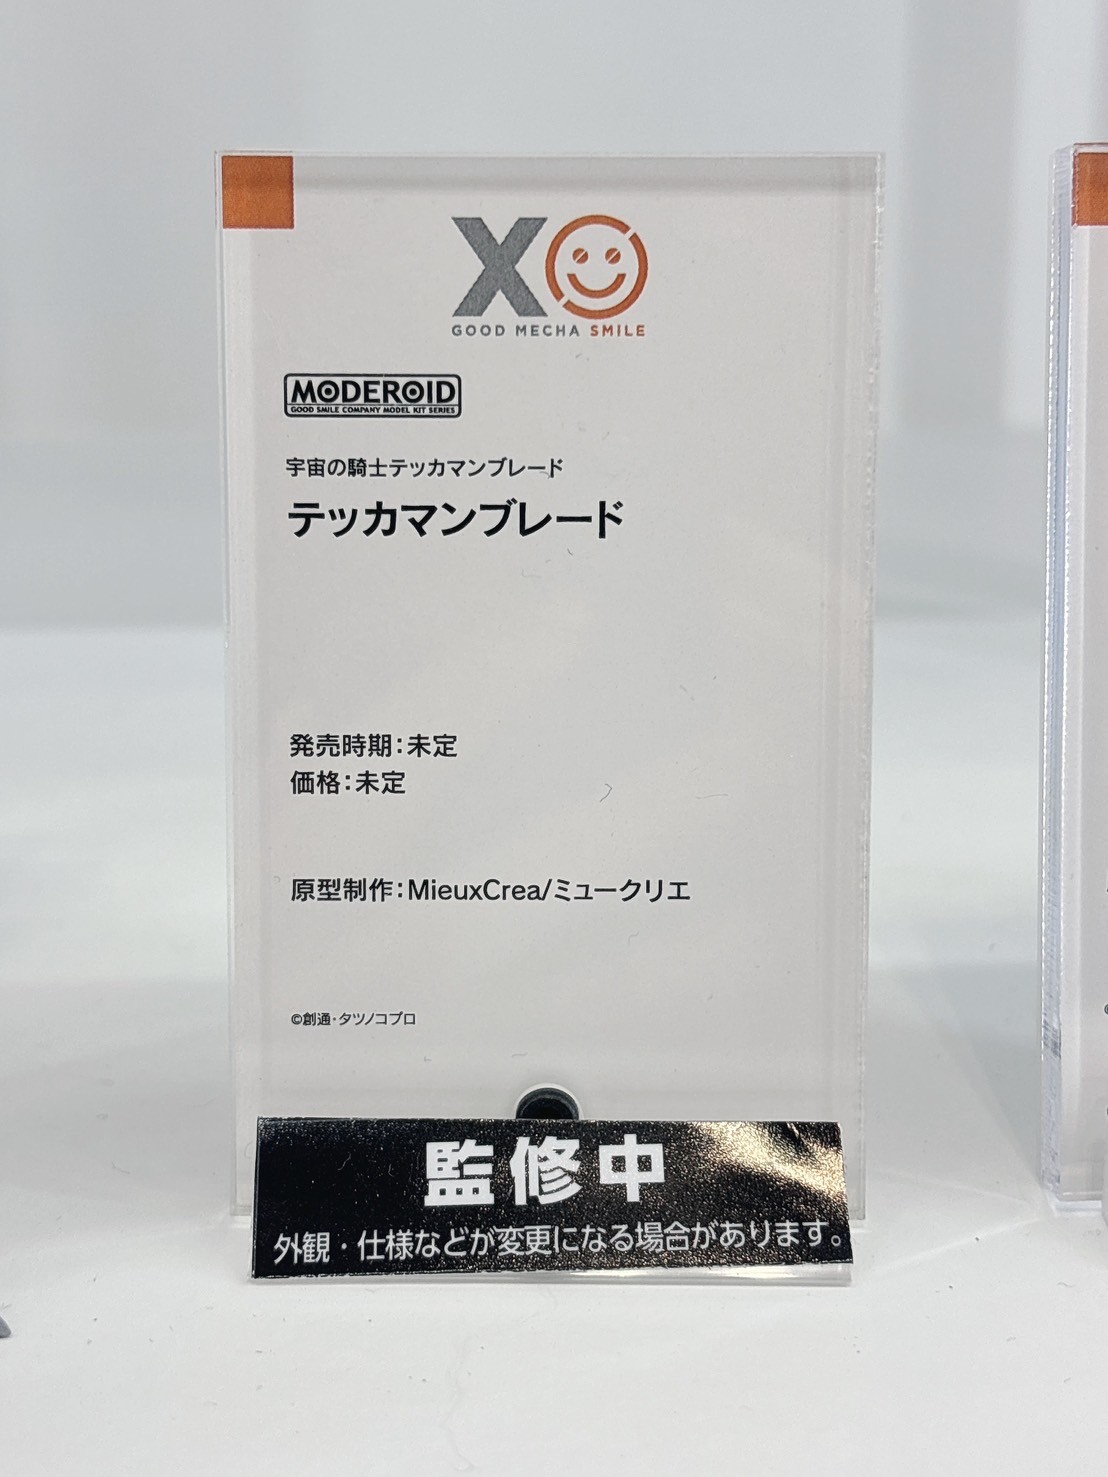 XO
GOOD MECHA SMILE
MODEROID
GOOD SMILE COMPANY MODEL KIT SERIES
宇宙の騎士テッカマンブレード
テッカマンブレード
発売時期：未定
価格：未定
原型制作：MieuxCrea/ミュークリエ
©創通・タツノコプロ
監修中
外観・仕様などが変更になる場合があります。